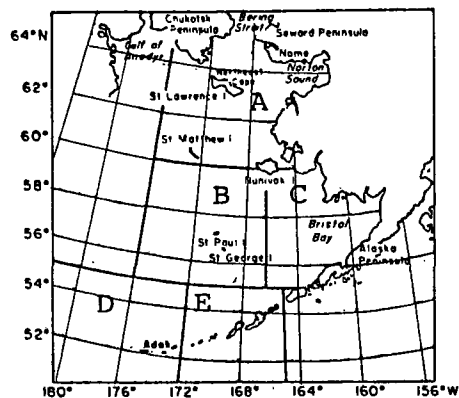 64°N
Chukotsk
Peninsula
Bering
Strait
Seward Peninsula
Gulf of
Anadyr
Nome
Norton
Sound
62°
Northeast
Cape
St Lawrence I
A
60°
St Matthew I
Nunivak I
58°
B
C
Bristol
Bay
56°
St Paul I
St George I
Alaska
Peninsula
54°
D
E
52°
Adak
180°
176°
172°
168°
164°
160°
156°